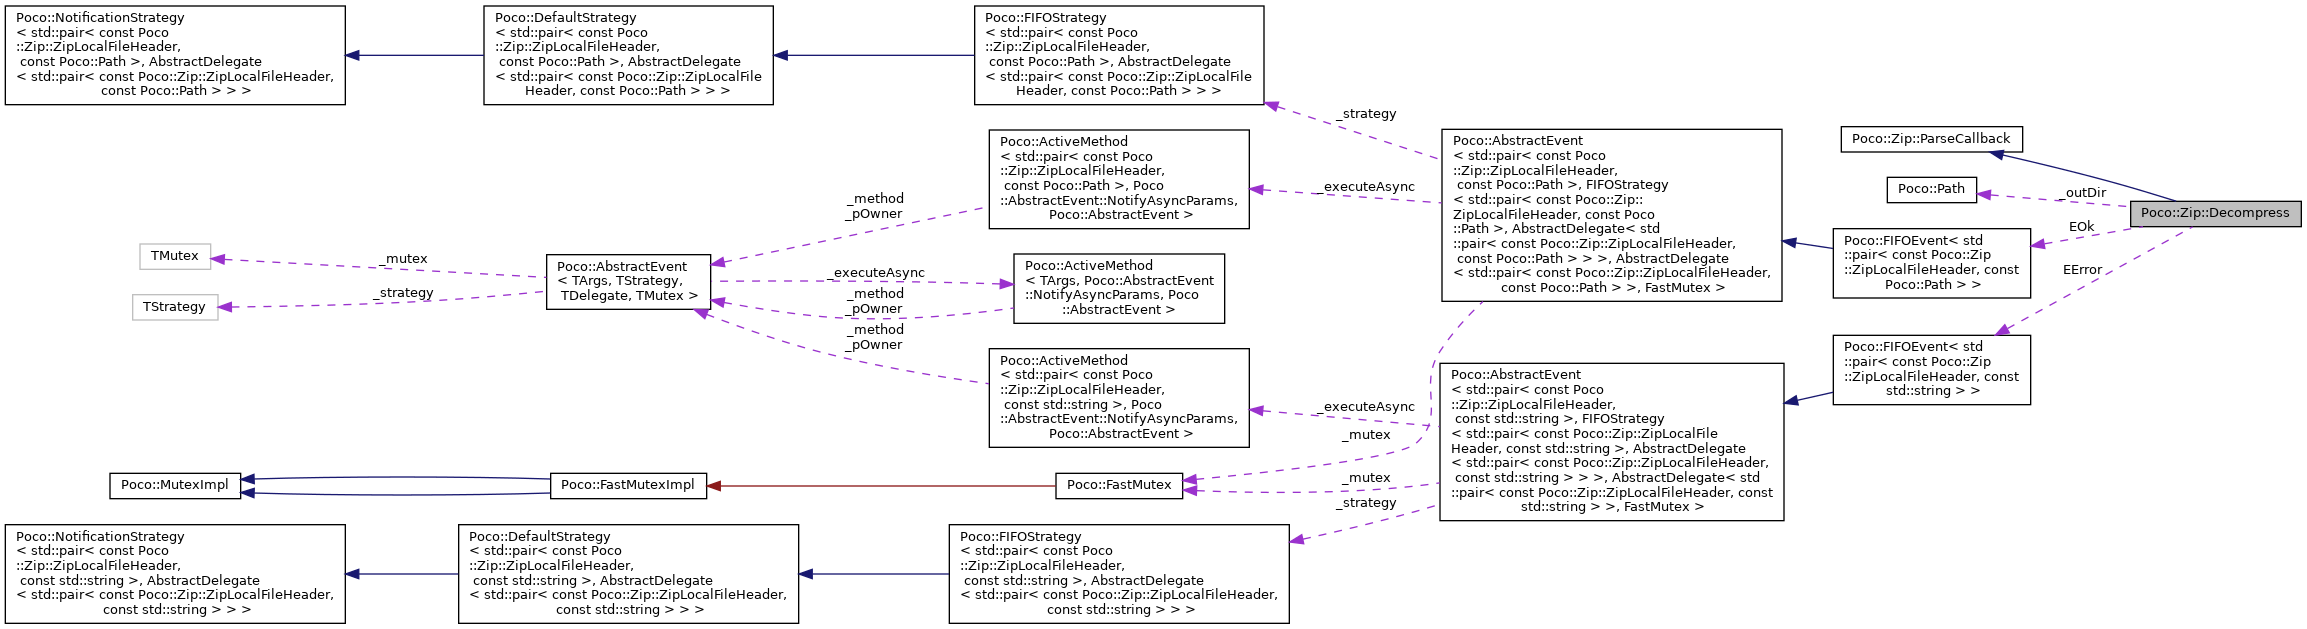 Poco::NotificationStrategy
< std::pair< const Poco
::Zip::ZipLocalFileHeader,
const Poco::Path >, AbstractDelegate
< std::pair< const Poco::Zip::ZipLocalFileHeader,
const Poco::Path > > >
Poco::DefaultStrategy
< std::pair< const Poco
::Zip::ZipLocalFileHeader,
const Poco::Path >, AbstractDelegate
< std::pair< const Poco::Zip::ZipLocalFile
Header, const Poco::Path > > >
Poco::FIFOStrategy
< std::pair< const Poco
::Zip::ZipLocalFileHeader,
const Poco::Path >, AbstractDelegate
< std::pair< const Poco::Zip::ZipLocalFile
Header, const Poco::Path > > >
_strategy
Poco::ActiveMethod
< std::pair< const Poco
::Zip::ZipLocalFileHeader,
const Poco::Path >, Poco
::AbstractEvent::NotifyAsyncParams,
Poco::AbstractEvent >
_executeAsync
Poco::AbstractEvent
< std::pair< const Poco
::Zip::ZipLocalFileHeader,
const Poco::Path >, FIFOStrategy
< std::pair< const Poco::Zip::
ZipLocalFileHeader, const Poco
::Path >, AbstractDelegate< std
::pair< const Poco::Zip::ZipLocalFileHeader,
const Poco::Path > > >, AbstractDelegate
< std::pair< const Poco::Zip::ZipLocalFileHeader,
const Poco::Path > >, FastMutex >
Poco::Zip::ParseCallback
Poco::Path
_outDir
Poco::Zip::Decompress
EOk
Poco::FIFOEvent< std
::pair< const Poco::Zip
::ZipLocalFileHeader, const
Poco::Path > >
EError
_method
_pOwner
TMutex
_mutex
TStrategy
_strategy
Poco::AbstractEvent
< TArgs, TStrategy,
TDelegate, TMutex >
_executeAsync
_method
_pOwner
Poco::ActiveMethod
< TArgs, Poco::AbstractEvent
::NotifyAsyncParams, Poco
::AbstractEvent >
_method
_pOwner
Poco::ActiveMethod
< std::pair< const Poco
::Zip::ZipLocalFileHeader,
const std::string >, Poco
::AbstractEvent::NotifyAsyncParams,
Poco::AbstractEvent >
_executeAsync
_mutex
Poco::AbstractEvent
< std::pair< const Poco
::Zip::ZipLocalFileHeader,
const std::string >, FIFOStrategy
< std::pair< const Poco::Zip::ZipLocalFile
Header, const std::string >, AbstractDelegate
< std::pair< const Poco::Zip::ZipLocalFileHeader,
const std::string > > >, AbstractDelegate< std
::pair< const Poco::Zip::ZipLocalFileHeader, const
std::string > >, FastMutex >
Poco::FIFOEvent< std
::pair< const Poco::Zip
::ZipLocalFileHeader, const
std::string > >
Poco::MutexImpl
Poco::FastMutexImpl
Poco::FastMutex
_mutex
_strategy
Poco::NotificationStrategy
< std::pair< const Poco
::Zip::ZipLocalFileHeader,
const std::string >, AbstractDelegate
< std::pair< const Poco::Zip::ZipLocalFileHeader,
const std::string > > >
Poco::DefaultStrategy
< std::pair< const Poco
::Zip::ZipLocalFileHeader,
const std::string >, AbstractDelegate
< std::pair< const Poco::Zip::ZipLocalFileHeader,
const std::string > > >
Poco::FIFOStrategy
< std::pair< const Poco
::Zip::ZipLocalFileHeader,
const std::string >, AbstractDelegate
< std::pair< const Poco::Zip::ZipLocalFileHeader,
const std::string > > >